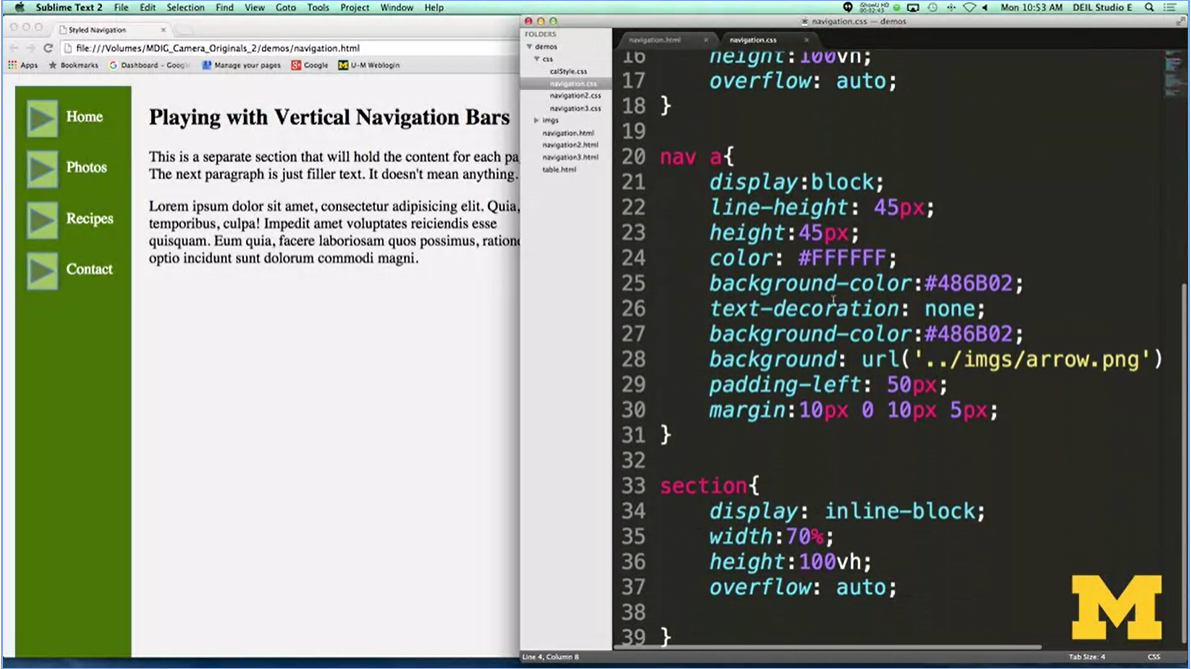 Sublime Text 2 File Edit Selection Find View Goto Tools Project Window Help
Mon 10:53 AM DEIL Studio E
Styled Navigation
file:///Volumes/MDIG_Camera_Originals_2/demos/navigation.html
Apps Bookmarks Dashboard - Googl Manage your pages Google U-M Weblogin
Home
Photos
Recipes
Contact
Playing with Vertical Navigation Bars
This is a separate section that will hold the content for each pa
The next paragraph is just filler text. It doesn't mean anything.
Lorem ipsum dolor sit amet, consectetur adipisicing elit. Quia,
temporibus, culpa! Impedit amet voluptates reiciendis esse
quisquam. Eum quia, facere laboriosam quos possimus, ratione
optio incidunt sunt dolorum commodi magni.
navigation.css — demos
FOLDERS
demos
css
calStyle.css
navigation.css
navigation2.css
navigation3.css
imgs
navigation.html
navigation2.html
navigation3.html
table.html
navigation.html navigation.css
16 height:100vh;
17 overflow: auto;
18 }
19
20 nav a{
21 display:block;
22 line-height: 45px;
23 height:45px;
24 color: #FFFFFF;
25 background-color:#486B02;
26 text-decoration: none;
27 background-color:#486B02;
28 background: url('../imgs/arrow.png')
29 padding-left: 50px;
30 margin:10px 0 10px 5px;
31 }
32
33 section{
34 display: inline-block;
35 width:70%;
36 height:100vh;
37 overflow: auto;
38
39 }
M
Line 4, Column 8
Tab Size: 4 CSS